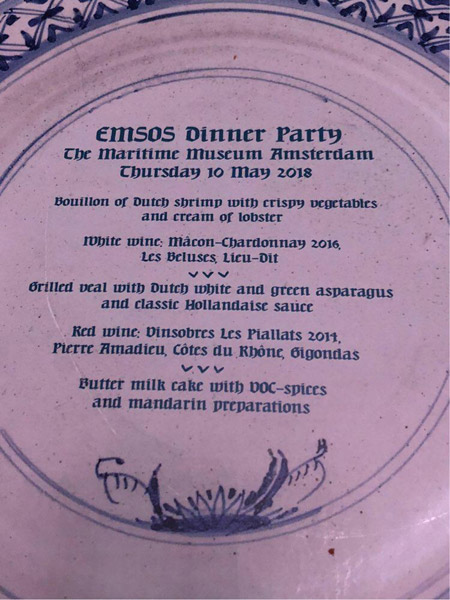 EMSOS Dinner Party
The Maritime Museum Amsterdam
Thursday 10 May 2018
Bouillon of Dutch shrimp with crispy vegetables
and cream of lobster
White wine: Mâcon-Chardonnay 2016,
Les Beluses, Lieu-Dit
Grilled veal with Dutch white and green asparagus
and classic Hollandaise sauce
Red wine: Vinsobres Les Piallats 2014,
Pierre Amadieu, Côtes du Rhône, Gigondas
Butter milk cake with VOC-spices
and mandarin preparations